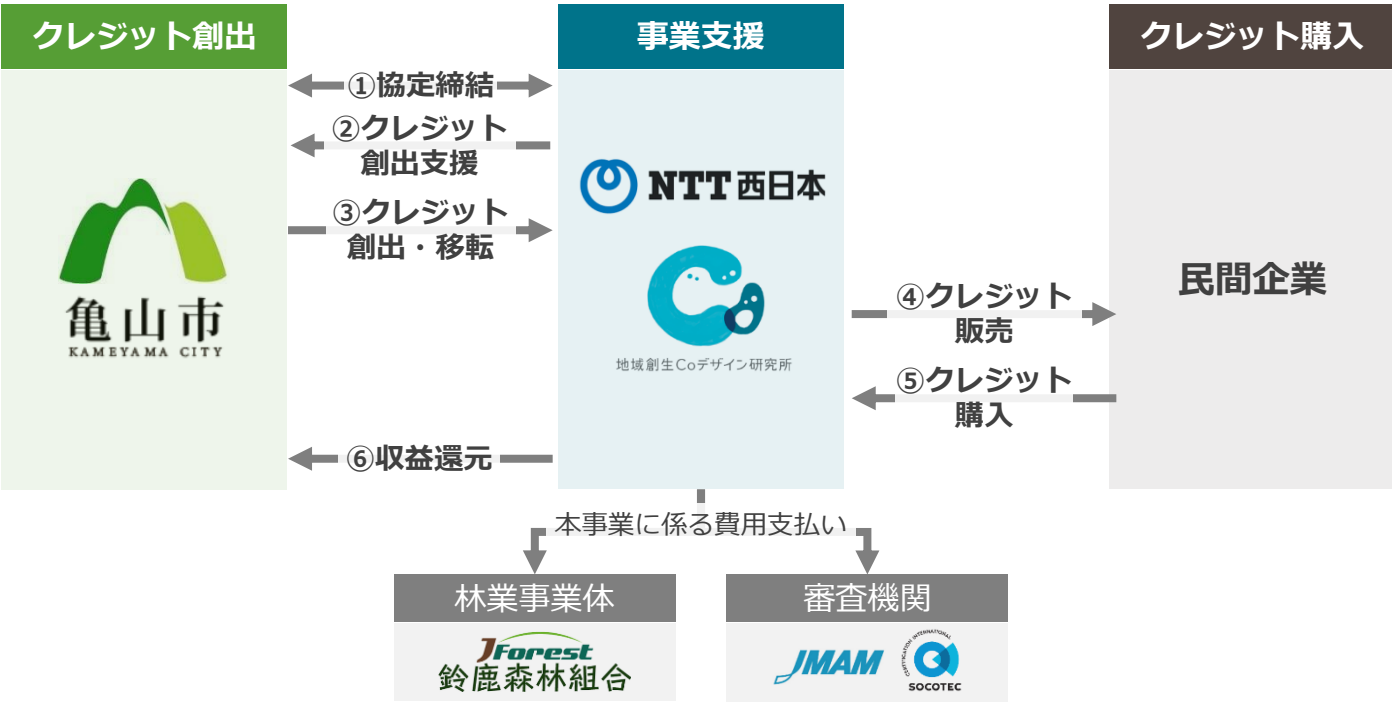 クレジット創出
事業支援
クレジット購入
①協定締結
②クレジット
創出支援
③クレジット
創出・移転
亀山市
KAMEYAMA CITY
NTT西日本
地域創生Coデザイン研究所
④クレジット
販売
⑤クレジット
購入
民間企業
⑥収益還元
本事業に係る費用支払い
林業事業体
JForest
鈴鹿森林組合
審査機関
JMAM
CERTIFICATION INTERNATIONAL
SOCOTEC